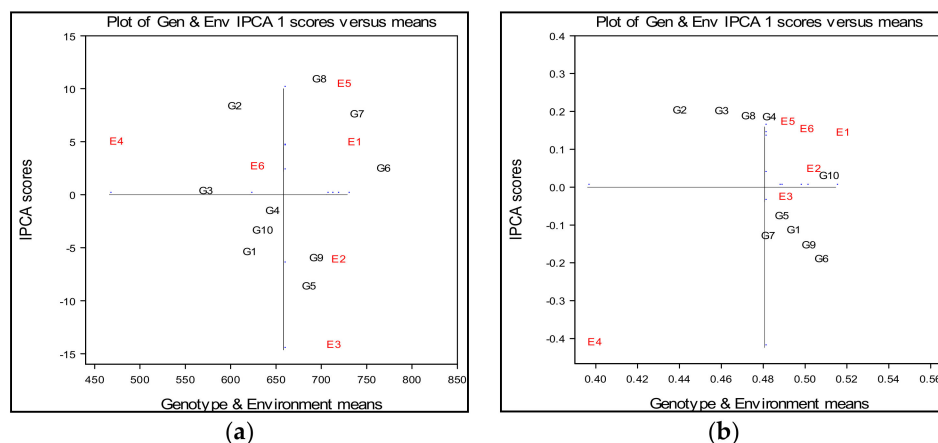 Plot of Gen & Env IPCA 1 scores versus means
15
10
5
0
-5
-10
-15
IPCA scores
G8
E5
G2
G7
E4
E1
E6
G6
G3
G4
G10
G1
G9
E2
G5
E3
450 500 550 600 650 700 750 800 850
Genotype & Environment means
(a)
Plot of Gen & Env IPCA 1 scores versus means
0.4
0.3
0.2
0.1
0.0
-0.1
-0.2
-0.3
-0.4
IPCA scores
G2
G3
G8
G4
E5
E6
E1
E2
G10
E3
G5
G7
G1
G9
G6
E4
0.40 0.42 0.44 0.46 0.48 0.50 0.52 0.54 0.56
Genotype & Environment means
(b)